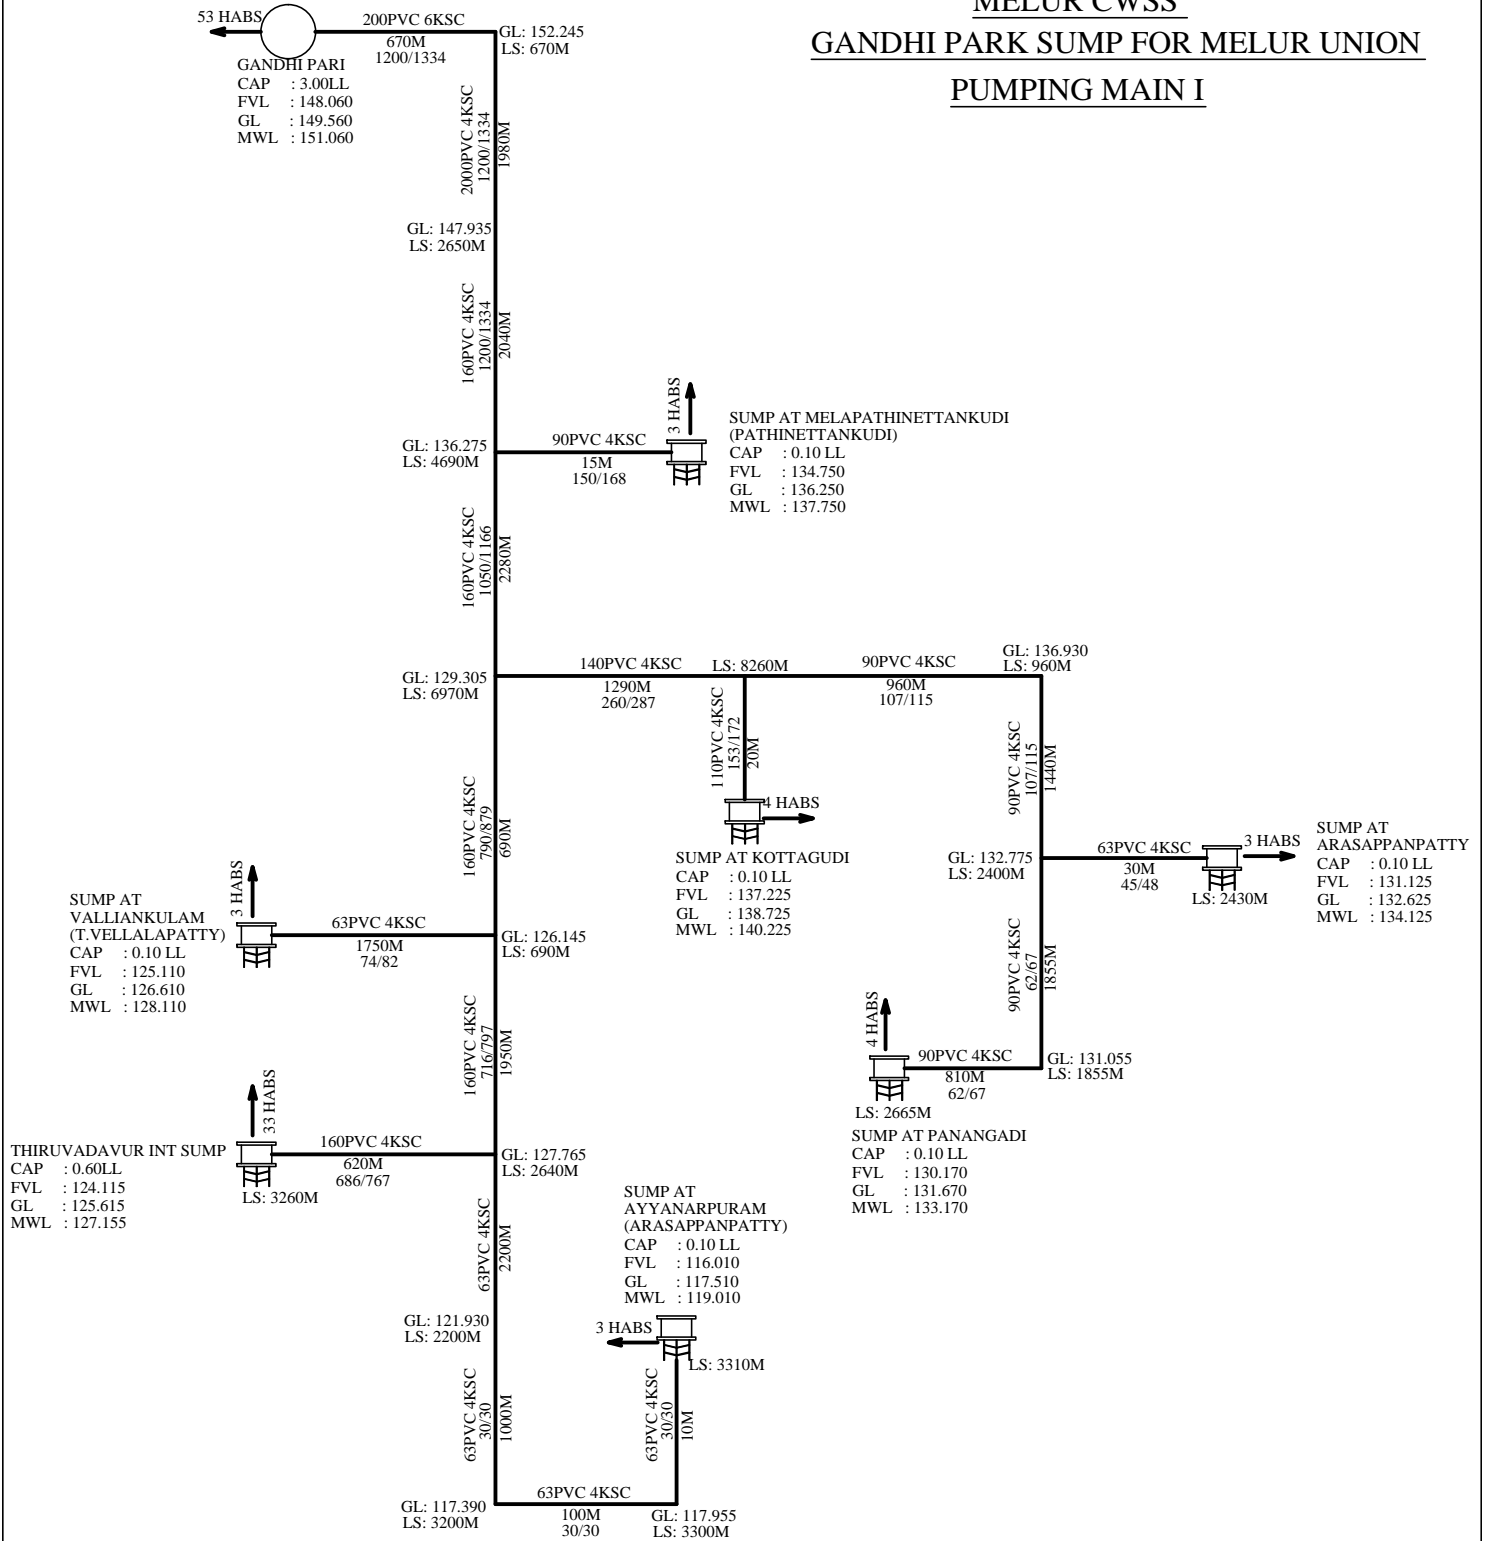 MELUR CWSS
GANDHI PARK SUMP FOR MELUR UNION
PUMPING MAIN I
53 HABS
200PVC 6KSC
670M
1200/1334
GL: 152.245
LS: 670M
GANDHI PARI
CAP : 3.00LL
FVL : 148.060
GL : 149.560
MWL : 151.060
2000PVC 4KSC
1200/1334
1980M
GL: 147.935
LS: 2650M
160PVC 4KSC
1200/1334
2040M
GL: 136.275
LS: 4690M
90PVC 4KSC
15M
150/168
3 HABS
SUMP AT MELAPATHINETTANKUDI
(PATHINETTANKUDI)
CAP : 0.10 LL
FVL : 134.750
GL : 136.250
MWL : 137.750
160PVC 4KSC
1050/1166
2280M
GL: 129.305
LS: 6970M
140PVC 4KSC
1290M
260/287
LS: 8260M
90PVC 4KSC
960M
107/115
GL: 136.930
LS: 960M
110PVC 4KSC
153/172
20M
4 HABS
SUMP AT KOTTAGUDI
CAP : 0.10 LL
FVL : 137.225
GL : 138.725
MWL : 140.225
90PVC 4KSC
107/115
1440M
GL: 132.775
LS: 2400M
63PVC 4KSC
30M
45/48
3 HABS
LS: 2430M
SUMP AT
ARASAPPANPATTY
CAP : 0.10 LL
FVL : 131.125
GL : 132.625
MWL : 134.125
160PVC 4KSC
790/879
690M
3 HABS
SUMP AT
VALLIANKULAM
(T.VELLALAPATTY)
CAP : 0.10 LL
FVL : 125.110
GL : 126.610
MWL : 128.110
63PVC 4KSC
1750M
74/82
GL: 126.145
LS: 690M
90PVC 4KSC
62/67
1855M
4 HABS
90PVC 4KSC
810M
62/67
GL: 131.055
LS: 1855M
LS: 2665M
SUMP AT PANANGADI
CAP : 0.10 LL
FVL : 130.170
GL : 131.670
MWL : 133.170
160PVC 4KSC
716/797
1950M
33 HABS
THIRUVADAVUR INT SUMP
CAP : 0.60LL
FVL : 124.115
GL : 125.615
MWL : 127.155
160PVC 4KSC
620M
686/767
LS: 3260M
GL: 127.765
LS: 2640M
63PVC 4KSC
2200M
SUMP AT
AYYANARPURAM
(ARASAPPANPATTY)
CAP : 0.10 LL
FVL : 116.010
GL : 117.510
MWL : 119.010
GL: 121.930
LS: 2200M
3 HABS
LS: 3310M
63PVC 4KSC
30/30
1000M
63PVC 4KSC
30/30
10M
GL: 117.390
LS: 3200M
63PVC 4KSC
100M
30/30
GL: 117.955
LS: 3300M